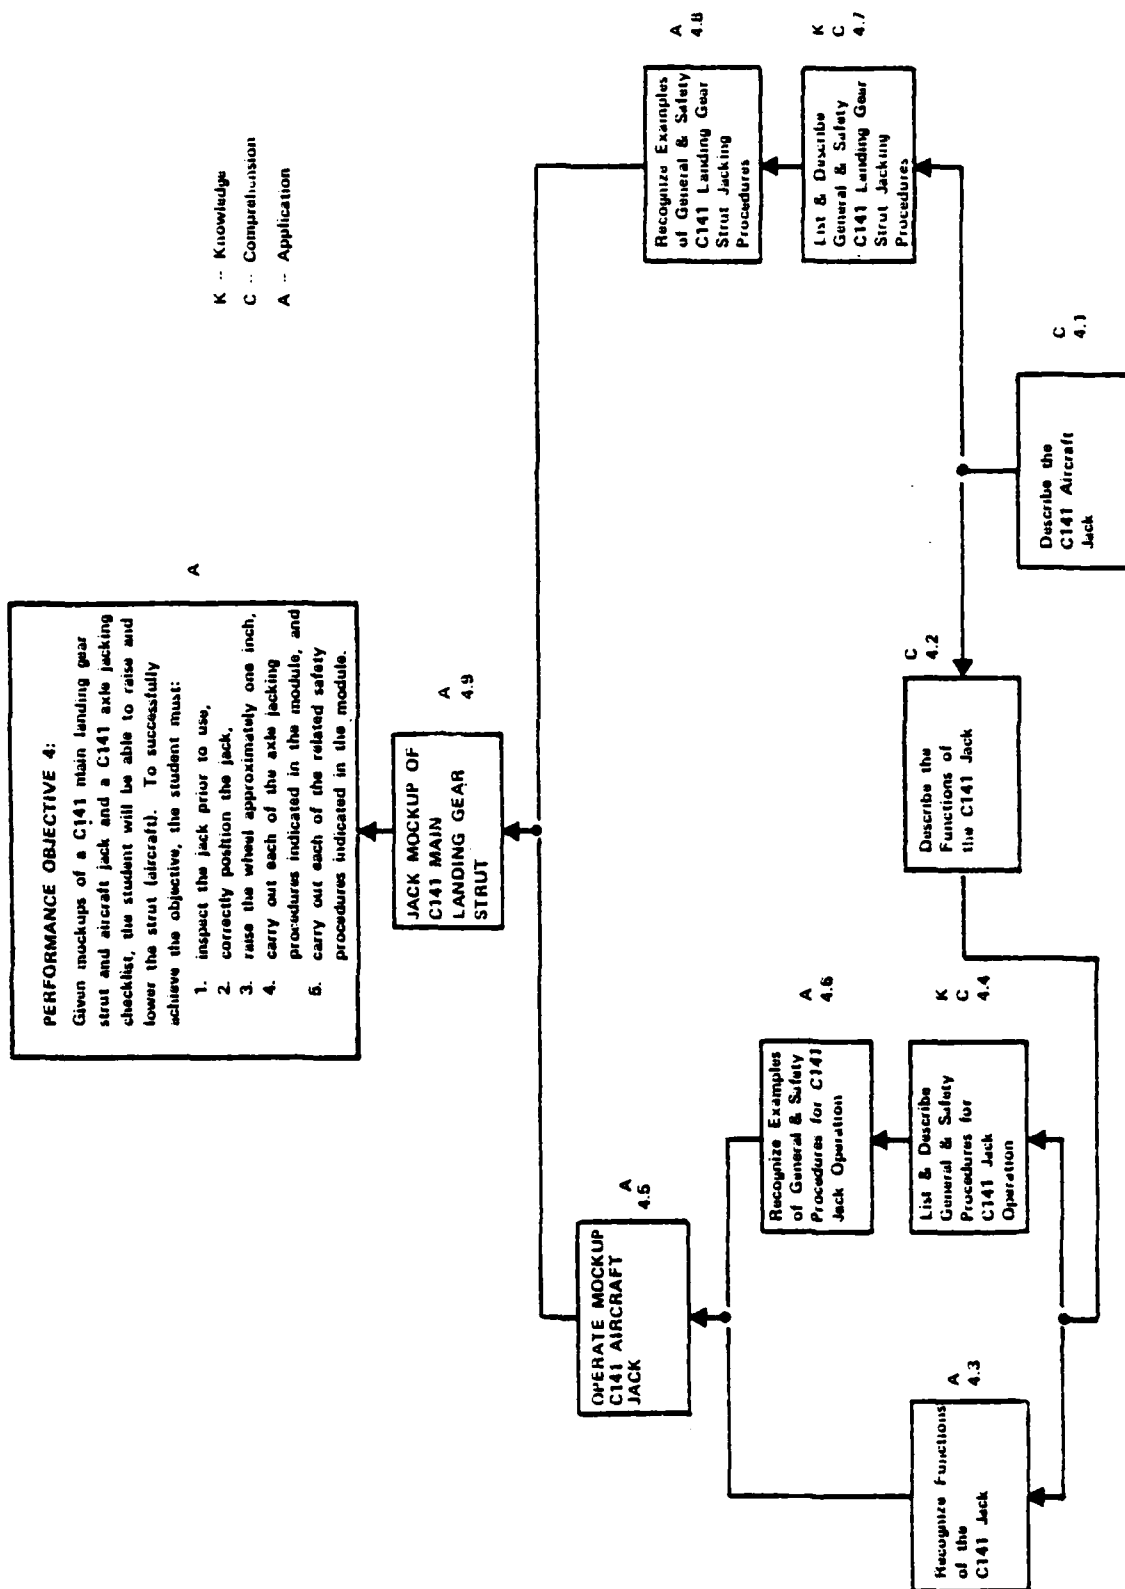 PERFORMANCE OBJECTIVE 4:
Given mockups of a C141 main landing gear
strut and aircraft jack and a C141 axle jacking
checklist, the student will be able to raise and
lower the strut (aircraft). To successfully
achieve the objective, the student must:
1. inspect the jack prior to use,
2. correctly position the jack,
3. raise the wheel approximately one inch,
4. carry out each of the axle jacking
procedures indicated in the module, and
5. carry out each of the related safety
procedures indicated in the module.
A
K -- Knowledge
C -- Comprehension
A -- Application
JACK MOCKUP OF
C141 MAIN
LANDING GEAR
STRUT
A
4.9
OPERATE MOCKUP
C141 AIRCRAFT
JACK
A
4.5
Recognize Examples
of General & Safety
C141 Landing Gear
Strut Jacking
Procedures
A
4.8
Recognize Examples
of General & Safety
Procedures for C141
Jack Operation
A
4.6
List & Describe
General & Safety
C141 Landing Gear
Strut Jacking
Procedures
K
C
4.7
Recognize Functions
of the
C141 Jack
A
4.3
List & Describe
General & Safety
Procedures for
C141 Jack
Operation
K
C
4.4
Describe the
Functions of
the C141 Jack
C
4.2
Describe the
C141 Aircraft
Jack
C
4.1